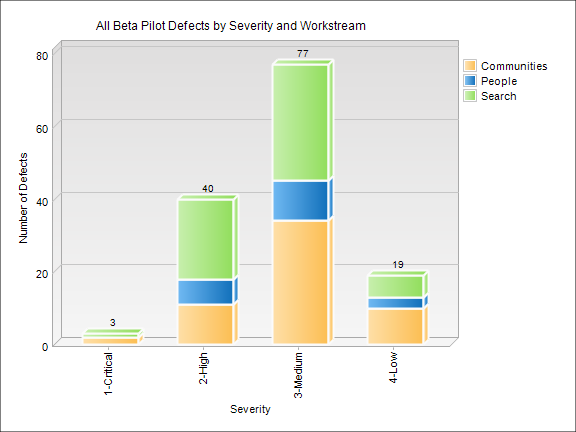 All Beta Pilot Defects by Severity and Workstream
Number of Defects
80
60
40
20
0
3
40
77
19
1-Critical
2-High
3-Medium
4-Low
Severity
Communities
People
Search